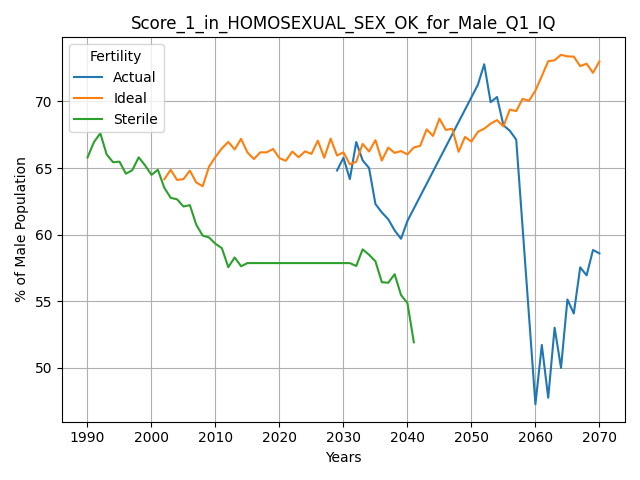 Score_1_in_HOMOSEXUAL_SEX_OK_for_Male_Q1_IQ
Fertility
Actual
Ideal
Sterile
% of Male Population
70
65
60
55
50
1990 2000 2010 2020 2030 2040 2050 2060 2070
Years